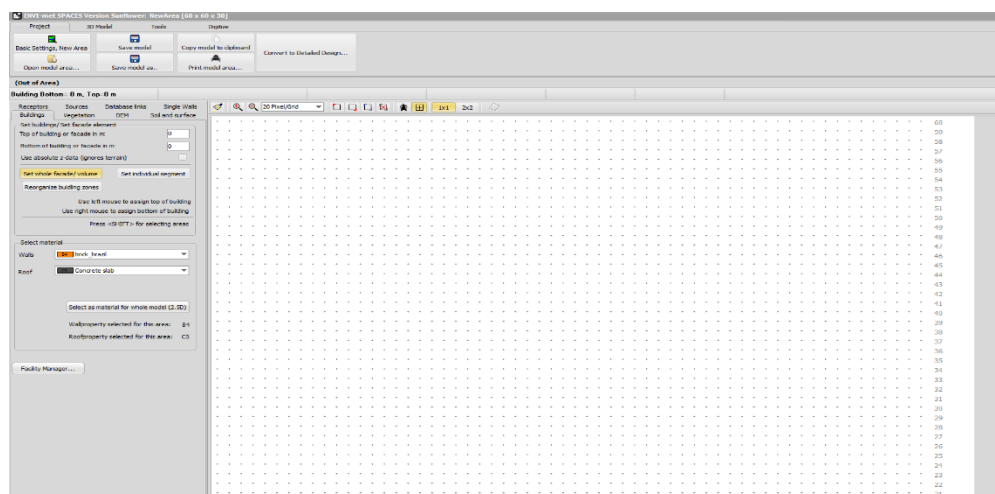 ENVI-met SPACES Version Sunflower: NewArea [60 x 60 x 30]
Project 3D Model Tools Digitize
Basic Settings, New Area Save model Copy model to clipboard Convert to Detailed Design...
Open model area... Save model as.. Print model area...
(Out of Area)
Building Bottom= 0 m, Top=0 m
Receptors Sources Database links Single Walls
Buildings Vegetation DEM Soil and surface
20 Pixel/Grid 1x1 2x2
Set buildings/ Set facade element
Top of building or facade in m: 0
Bottom of building or facade in m: 0
Use absolute z-data (ignores terrain)
Set whole facade/ volume Set individual segment
Reorganize building zones
Use left mouse to assign top of building
Use right mouse to assign bottom of building
Press <SHIFT> for selecting areas
Select material
Walls brick_brazil
Roof Concrete slab
Select as material for whole model (2.5D)
Wallproperty selected for this area:
Roofproperty selected for this area:
Facility Manager...
60
59
58
57
56
55
54
53
52
51
50
49
48
47
46
45
44
43
42
41
40
39
38
37
36
35
34
33
32
31
30
29
28
27
26
25
24
23
22